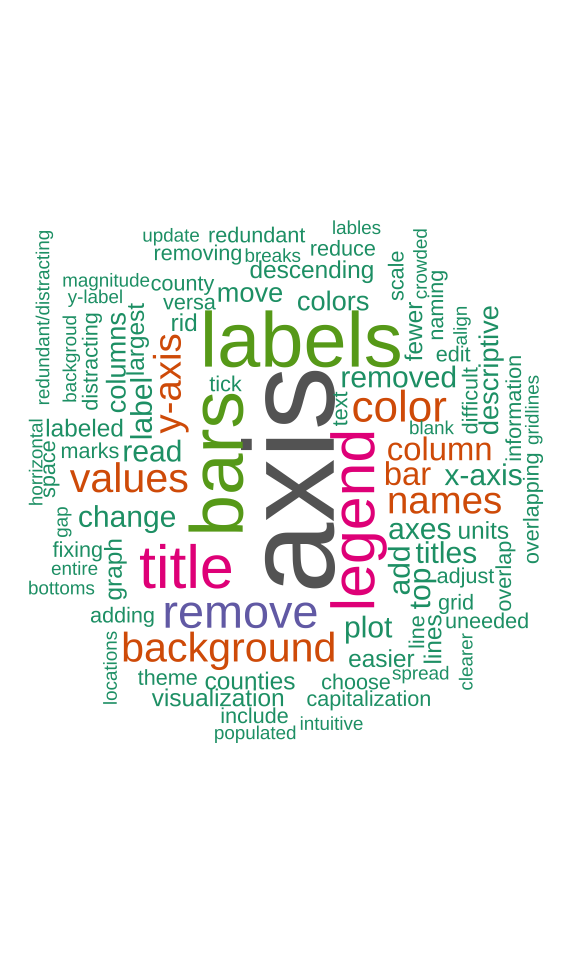 update
redundant
lables
removing
breaks
reduce
crowded
redundant/distracting
descending
scale
magnitude
county
naming
y-label
versa
move
colors
fewer
align
backgroud
distracting
columns
largest
rid
labels
edit
descriptive
y-axis
label
tick
axis
removed
text
color
difficult
information
gridlines
horrizontal
space
labeled
bars
blank
marks
read
legend
column
values
bar
x-axis
overlapping
names
gap
change
axes
units
fixing
graph
title
add
titles
overlap
entire
top
adjust
bottoms
remove
grid
adding
plot
line
lines
uneeded
background
easier
clearer
locations
theme
counties
choose
spread
visualization
capitalization
include
intuitive
populated